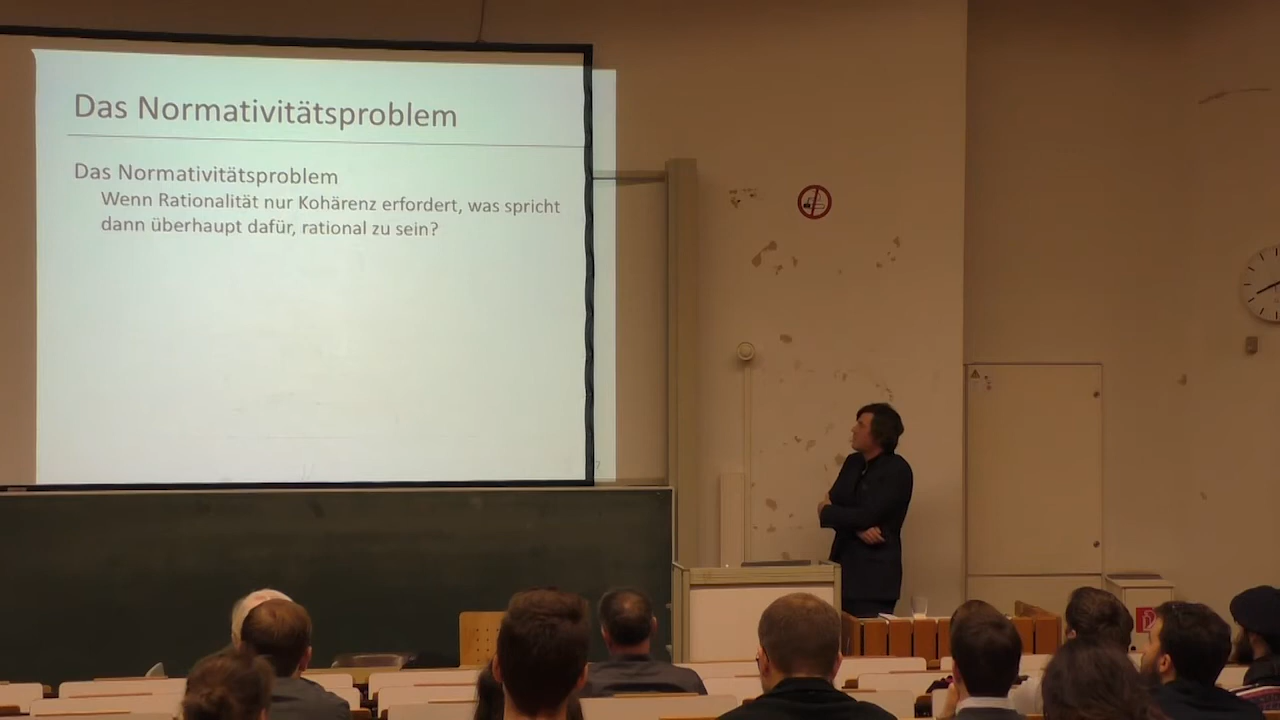 Das Normativitätsproblem
Das Normativitätsproblem
Wenn Rationalität nur Kohärenz erfordert, was spricht
dann überhaupt dafür, rational zu sein?